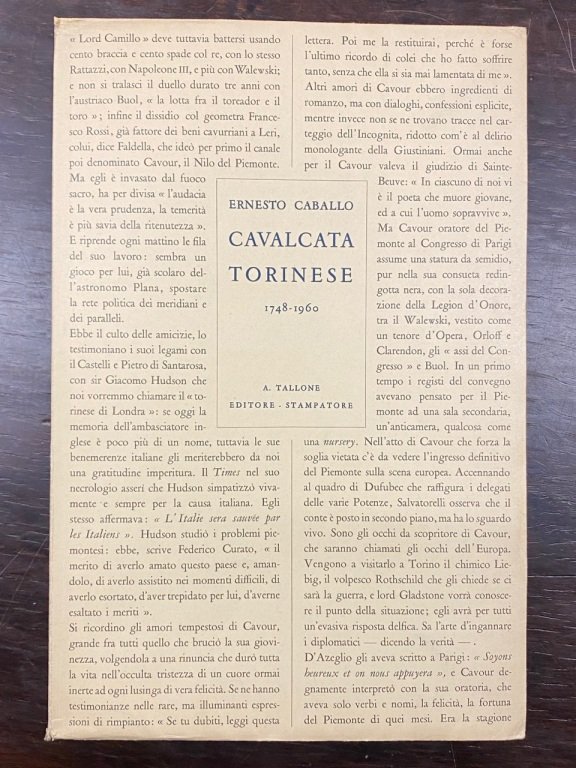 « Lord Camillo » deve tuttavia battersi usando
cento braccia e cento spade col re, con lo stesso
Rattazzi, con Napoleone III, e più con Walewski;
e non si tralasci il duello durato tre anni con
l'austriaco Buol, « la lotta fra il toreador e il
toro »; infine il dissidio col geometra France-
sco Rossi, già fattore dei beni cavurriani a Leri,
colui, dice Faldella, che ideò per primo il canale
poi denominato Cavour, il Nilo del Piemonte.
Ma egli è invasato dal fuoco
sacro, ha per divisa « l'audacia
è la vera prudenza, la temerità
è più savia della ritenutezza ».
E riprende ogni mattino le fila
del suo lavoro: sembra un
gioco per lui, già scolaro del-
l'astronomo Plana, spostare
la rete politica dei meridiani e
dei paralleli.
Ebbe il culto delle amicizie, lo
testimoniano i suoi legami con
il Castelli e Pietro di Santarosa,
con sir Giacomo Hudson che
noi vorremmo chiamare il « to-
rinese di Londra »: se oggi la
memoria dell'ambasciatore in-
glese è poco più di un nome, tuttavia le sue
benemerenze italiane gli meriterebbero da noi
una gratitudine imperitura. Il Times nel suo
necrologio asserì che Hudson simpatizzò viva-
mente e sempre per la causa italiana. Egli
stesso affermava: « L'Italie sera sauvée par
les Italiens ». Hudson studiò i problemi pie-
montesi: ebbe, scrive Federico Curato, « il
merito di averlo amato questo paese e, aman-
dolo, di averlo assistito nei momenti difficili, di
averlo esortato, d'aver trepidato per lui, d'averne
esaltato i meriti ».
Si ricordino gli amori tempestosi di Cavour,
grande fra tutti quello che bruciò la sua giovi-
nezza, volgendola a una rinuncia che durò tutta
la vita nell'occulta tristezza di un cuore ormai
inerte ad ogni lusinga di vera felicità. Se ne hanno
testimonianze nelle rare, ma illuminanti espres-
sioni di rimpianto: « Se tu dubiti, leggi questa
ERNESTO CABALLO
CAVALCATA
TORINESE
1748-1960
A. TALLONE
EDITORE - STAMPATORE
lettera. Poi me la restituirai, perché è forse
l'ultimo ricordo di colei che ho fatto soffrire
tanto, senza che ella si sia mai lamentata di me ».
Altri amori di Cavour ebbero ingredienti di
romanzo, ma con dialoghi, confessioni esplicite,
mentre invece non se ne trovano tracce nel car-
teggio dell'Incognita, ridotto com'è al delirio
monologante della Giustiniani. Ormai anche
per il Cavour valeva il giudizio di Sainte-
Beuve: « In ciascuno di noi vi
è il poeta che muore giovane,
ed a cui l'uomo sopravvive ».
Ma Cavour oratore del Pie-
monte al Congresso di Parigi
assume una statura da semidio,
pur nella sua consueta redin-
gotta nera, con la sola decora-
zione della Legion d'Onore,
tra il Walewski, vestito come
un tenore d'Opera, Orloff e
Clarendon, gli « assi del Con-
gresso » e Buol. In un primo
tempo i registi del convegno
avevano pensato per il Pie-
monte ad una sala secondaria,
un'anticamera, qualcosa come
una nursery. Nell'atto di Cavour che forza la
soglia vietata c'è da vedere l'ingresso definitivo
del Piemonte sulla scena europea. Accennando
al quadro di Dufubec che raffigura i delegati
delle varie Potenze, Salvatorelli osserva che il
conte è posto in secondo piano, ma ha lo sguardo
vivo. Sono gli occhi da scopritore di Cavour,
che saranno chiamati gli occhi dell'Europa.
Vengono a visitarlo a Torino il chimico Lie-
big, il volpesco Rothschild che gli chiede se ci
sarà la guerra, e lord Gladstone vorrà conosce-
re il punto della situazione; egli avrà per tutti
un'evasiva risposta delfica. Sa l'arte d'ingannare
i diplomatici — dicendo la verità — .
D'Azeglio gli aveva scritto a Parigi: « Soyons
heureux et on nous appuyera », e Cavour de-
gnamente interpretò con la sua oratoria, che
aveva solo verbi e nomi, la felicità, la fortuna
del Piemonte di quei mesi. Era la stagione